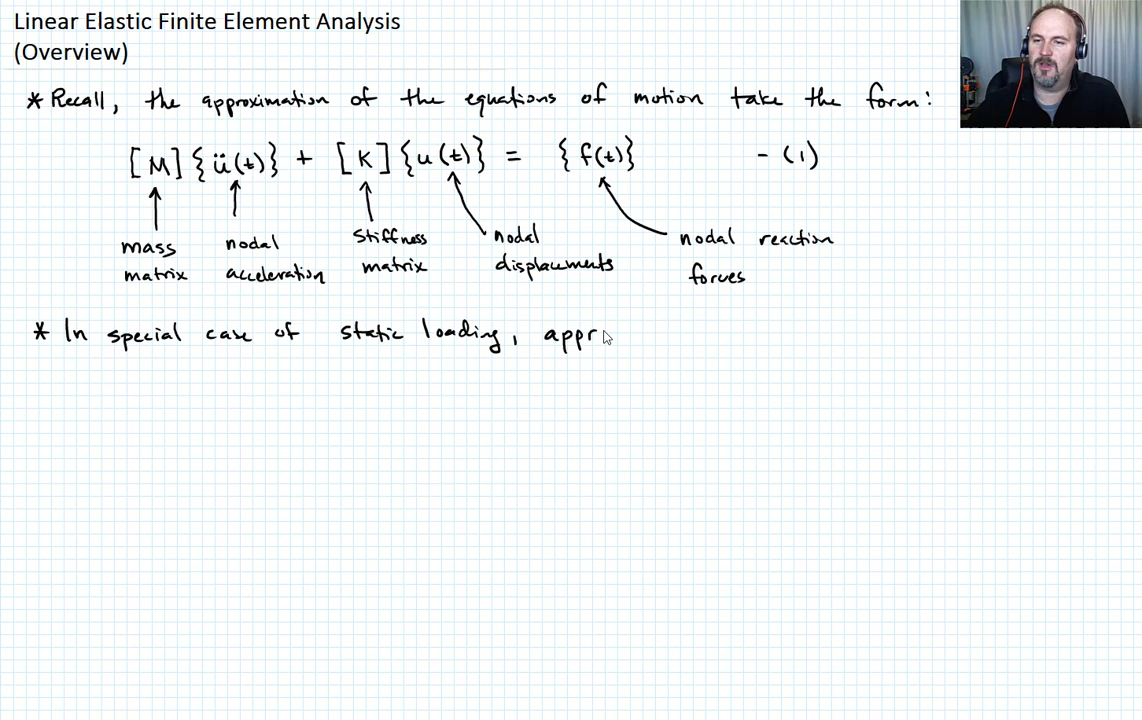 Linear Elastic Finite Element Analysis
(Overview)
* Recall, the approximation of the equations of motion take the form:
[M]{ü(t)} + [K]{u(t)} = {f(t)} - (1)
mass matrix
nodal acceleration
Stiffness matrix
nodal displacements
nodal reaction forces
* In special case of static loading, appr